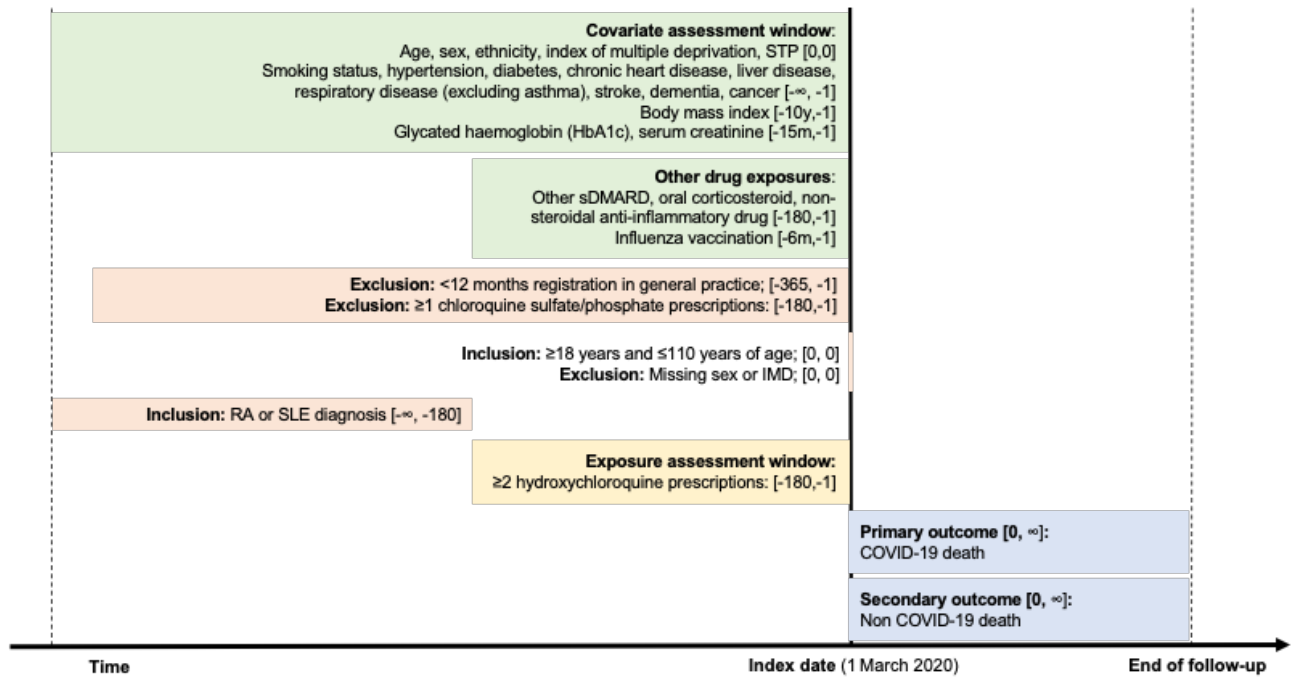 Covariate assessment window:
Age, sex, ethnicity, index of multiple deprivation, STP [0,0]
Smoking status, hypertension, diabetes, chronic heart disease, liver disease,
respiratory disease (excluding asthma), stroke, dementia, cancer [-∞, -1]
Body mass index [-10y,-1]
Glycated haemoglobin (HbA1c), serum creatinine [-15m,-1]
Other drug exposures:
Other sDMARD, oral corticosteroid, non-
steroidal anti-inflammatory drug [-180,-1]
Influenza vaccination [-6m,-1]
Exclusion: <12 months registration in general practice; [-365, -1]
Exclusion: ≥1 chloroquine sulfate/phosphate prescriptions: [-180,-1]
Inclusion: ≥18 years and ≤110 years of age; [0, 0]
Exclusion: Missing sex or IMD; [0, 0]
Inclusion: RA or SLE diagnosis [-∞, -180]
Exposure assessment window:
≥2 hydroxychloroquine prescriptions: [-180,-1]
Primary outcome [0, ∞]:
COVID-19 death
Secondary outcome [0, ∞]:
Non COVID-19 death
Time
Index date (1 March 2020)
End of follow-up